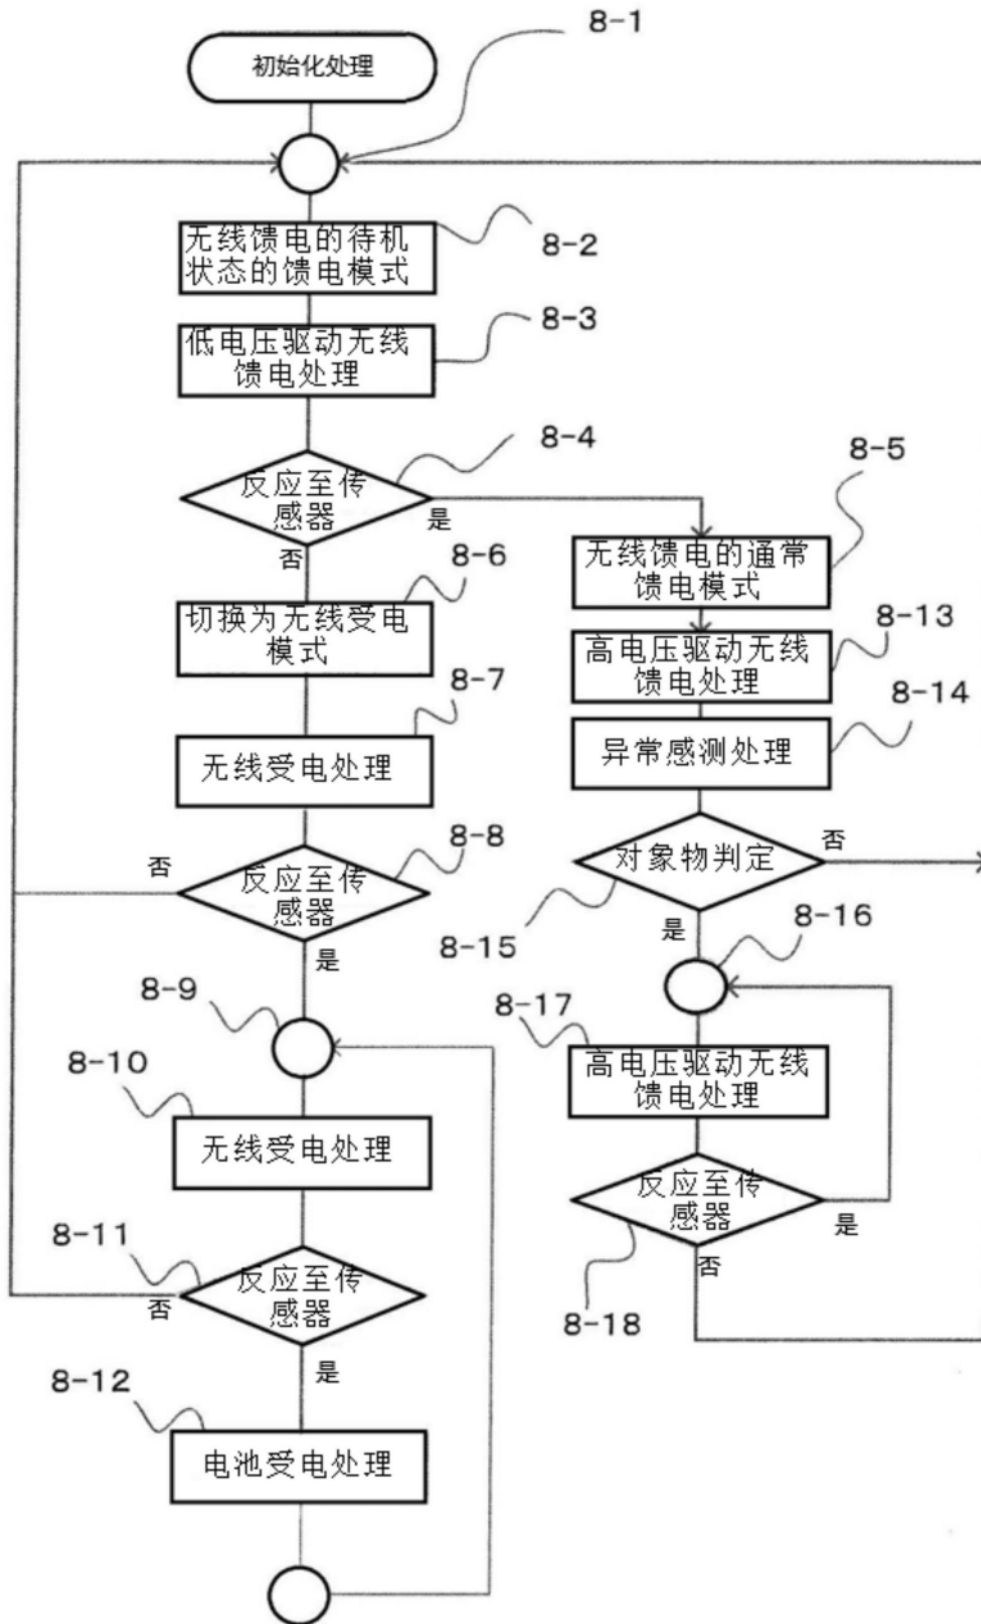 8-1
初始化处理
无线馈电的待机
状态的馈电模式
8-2
低电压驱动无线
馈电处理
8-3
反应至传
感器
8-4
是
否
8-5
无线馈电的通常
馈电模式
8-6
切换为无线受电
模式
8-13
高电压驱动无线
馈电处理
8-7
无线受电处理
8-14
异常感测处理
8-8
反应至传
感器
否
是
对象物判定
否
8-15
是
8-16
8-9
8-17
高电压驱动无线
馈电处理
8-10
无线受电处理
反应至传
感器
是
否
8-18
8-11
反应至传
感器
否
是
8-12
电池受电处理